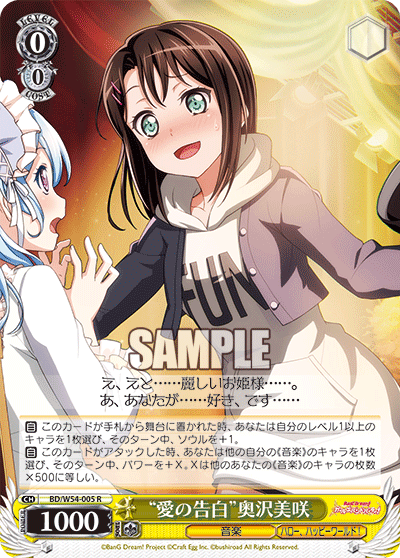 LEVEL
0
0
COST
FUN
SAMPLE
え、えと……麗しいお姫様……。
あ、あなたが……好き、です……
自 このカードが手札から舞台に置かれた時、あなたは自分のレベル1以上の
キャラを1枚選び、そのターン中、ソウルを+1。
自 このカードがアタックした時、あなたは他の自分の《音楽》のキャラを1枚
選び、そのターン中、パワーを+X。Xは他のあなたの《音楽》のキャラの枚数
×500に等しい。
CH BD/W54-005 R
1000
“愛の告白”奥沢美咲
BanG Dream!
音楽
ハロー、ハッピーワールド!
©BanG Dream! Project ©Craft Egg Inc. ©bushiroad All Rights Reserved.